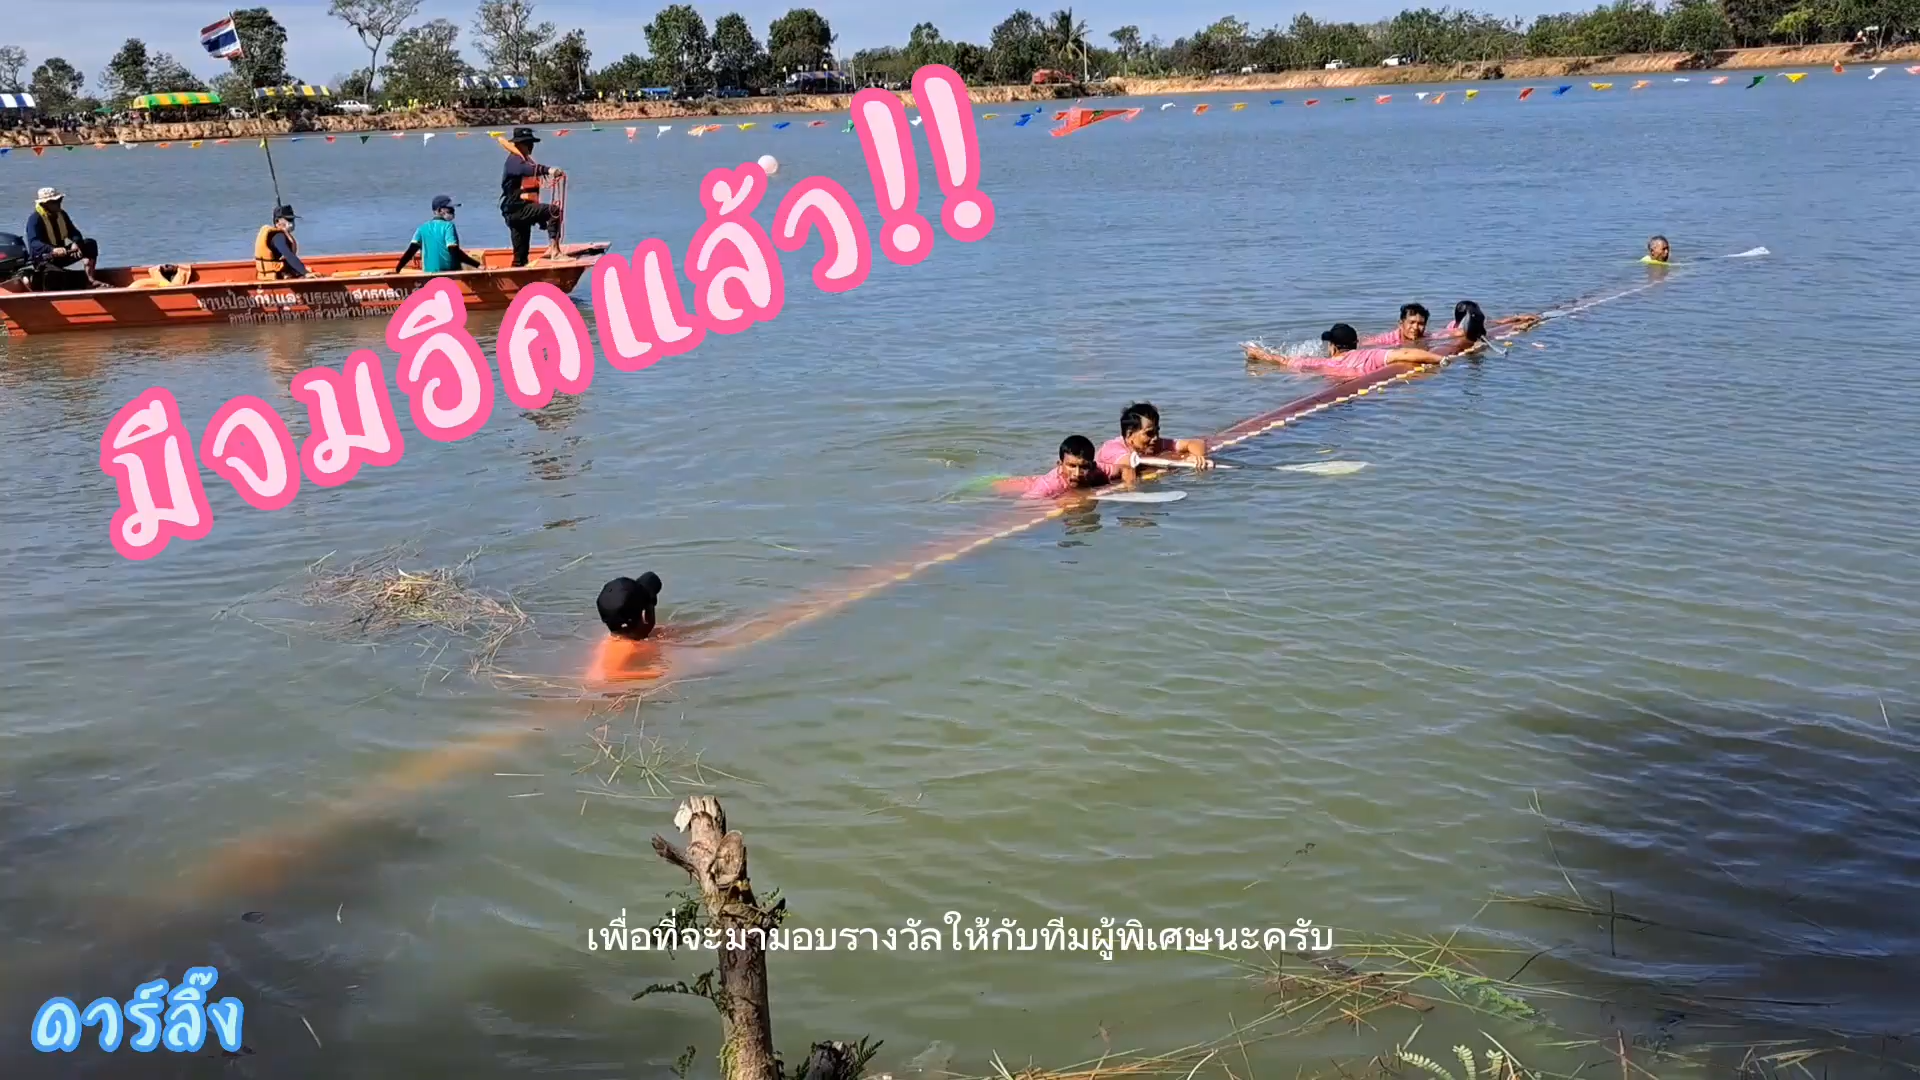 มีจมอีคแล้ว!!
เพื่อที่จะมามอบรางวัลให้กับทีมผู้พิเศษนะครับ
ดาร์ลิ๊ง